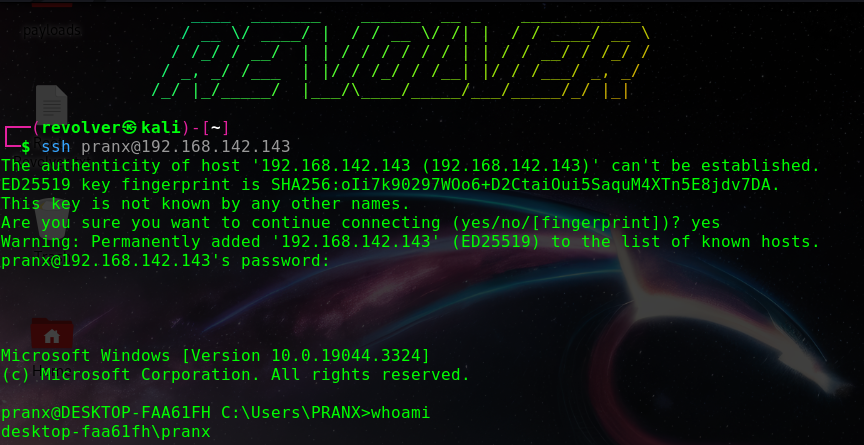 payloads
REVOLVER
┌──(revolver㉿kali)-[~]
└─$ ssh pranx@192.168.142.143
The authenticity of host '192.168.142.143 (192.168.142.143)' can't be established.
ED25519 key fingerprint is SHA256:oIi7k90297WOo6+D2CtaiOui5SaquM4XTn5E8jdv7DA.
This key is not known by any other names.
Are you sure you want to continue connecting (yes/no/[fingerprint])? yes
Warning: Permanently added '192.168.142.143' (ED25519) to the list of known hosts.
pranx@192.168.142.143's password:
Microsoft Windows [Version 10.0.19044.3324]
(c) Microsoft Corporation. All rights reserved.
pranx@DESKTOP-FAA61FH C:\Users\PRANX>whoami
desktop-faa61fh\pranx